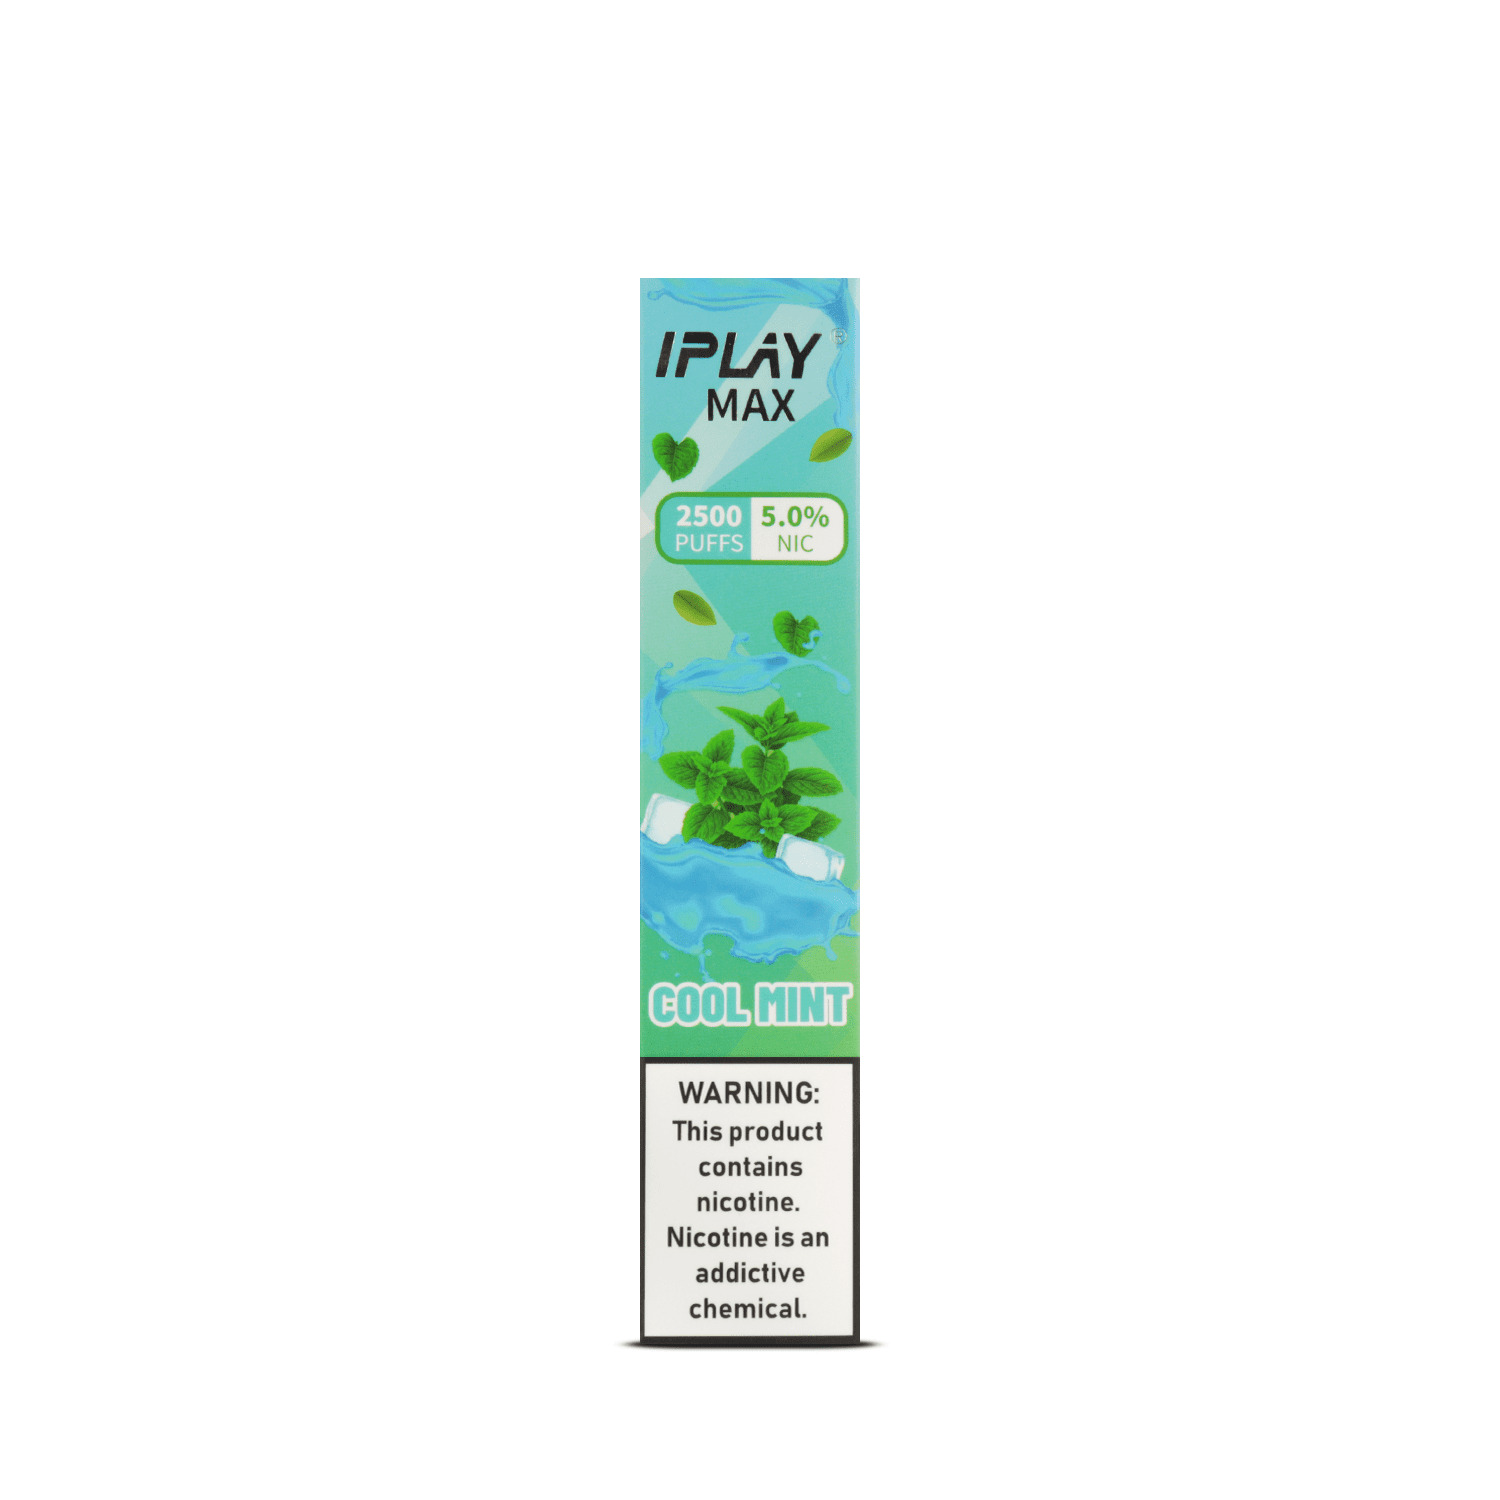 IPLAY ®
MAX
2500 5.0%
PUFFS NIC
COOL MINT
WARNING:
This product
contains
nicotine.
Nicotine is an
addictive
chemical.